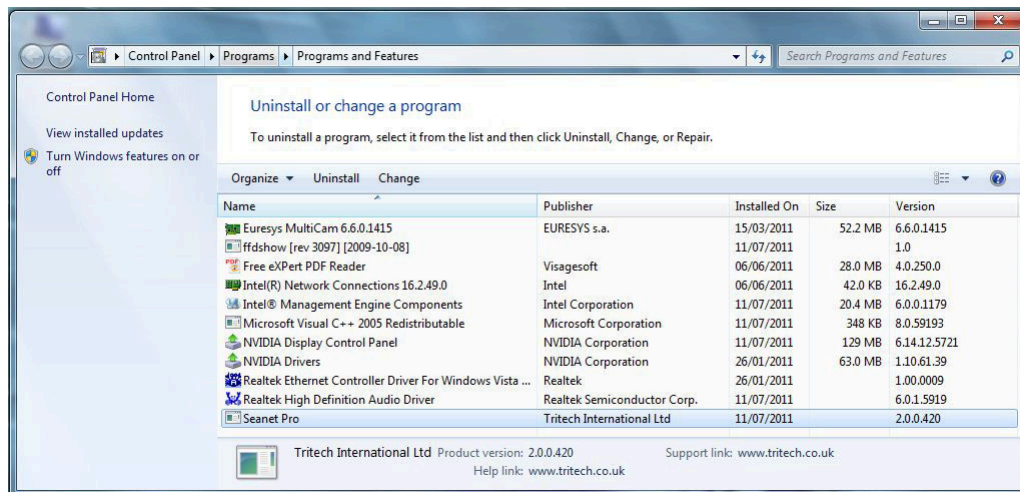 Control Panel Programs Programs and Features Search Programs and Features
Control Panel Home
View installed updates
Turn Windows features on or
off
Uninstall or change a program
To uninstall a program, select it from the list and then click Uninstall, Change, or Repair.
Organize Uninstall Change
Name Publisher Installed On Size Version
Euresys MultiCam 6.6.0.1415 EURESYS s.a. 15/03/2011 52.2 MB 6.6.0.1415
ffdshow [rev 3097] [2009-10-08] 11/07/2011 1.0
Free eXPert PDF Reader Visagesoft 06/06/2011 28.0 MB 4.0.250.0
Intel(R) Network Connections 16.2.49.0 Intel 06/06/2011 42.0 KB 16.2.49.0
Intel® Management Engine Components Intel Corporation 11/07/2011 20.4 MB 6.0.0.1179
Microsoft Visual C++ 2005 Redistributable Microsoft Corporation 11/07/2011 348 KB 8.0.59193
NVIDIA Display Control Panel NVIDIA Corporation 11/07/2011 129 MB 6.14.12.5721
NVIDIA Drivers NVIDIA Corporation 26/01/2011 63.0 MB 1.10.61.39
Realtek Ethernet Controller Driver For Windows Vista ... Realtek 26/01/2011 1.00.0009
Realtek High Definition Audio Driver Realtek Semiconductor Corp. 11/07/2011 6.0.1.5919
Seanet Pro Tritech International Ltd 11/07/2011 2.0.0.420
Tritech International Ltd Product version: 2.0.0.420 Support link: www.tritech.co.uk
Help link: www.tritech.co.uk